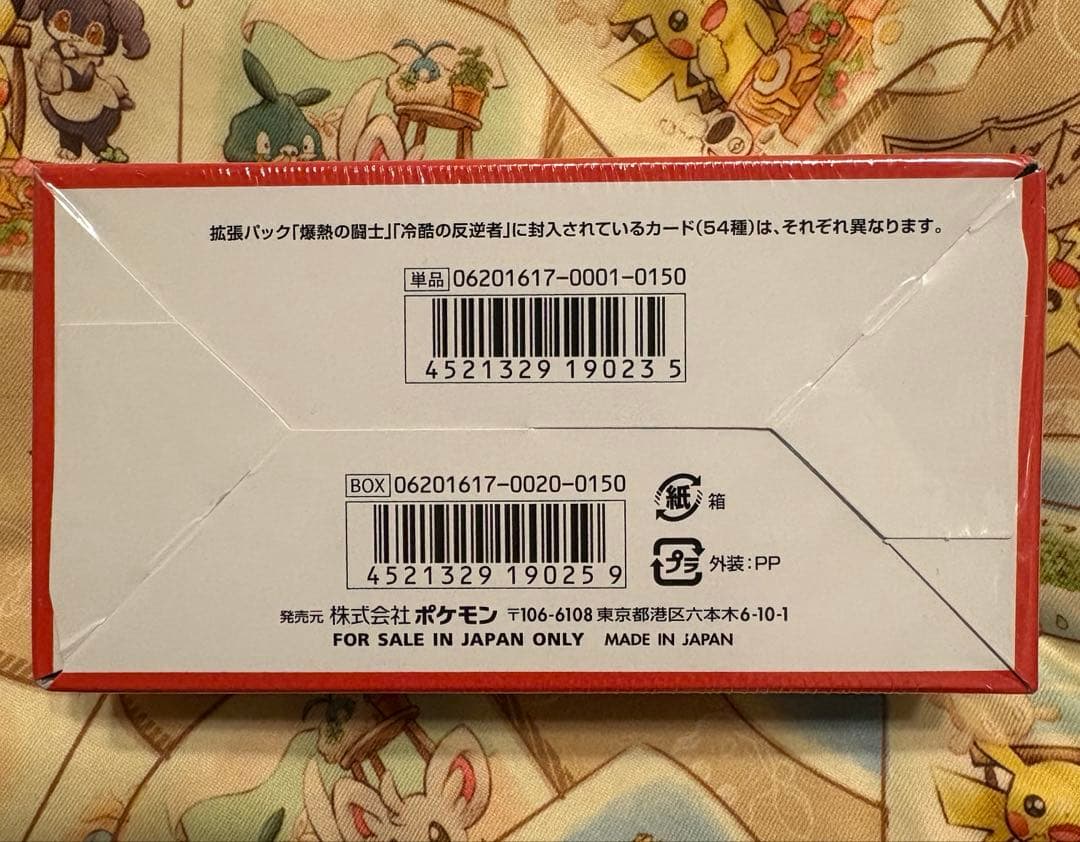 拡張パック「爆熱の闘士」「冷酷の反逆者」に封入されているカード(54種)は、それぞれ異なります。
単品 06201617-0001-0150
4521329 19023 5
BOX 06201617-0020-0150
4521329 19025 9
紙 箱
プラ 外装:PP
発売元 株式会社ポケモン 〒106-6108 東京都港区六本木6-10-1
FOR SALE IN JAPAN ONLY MADE IN JAPAN